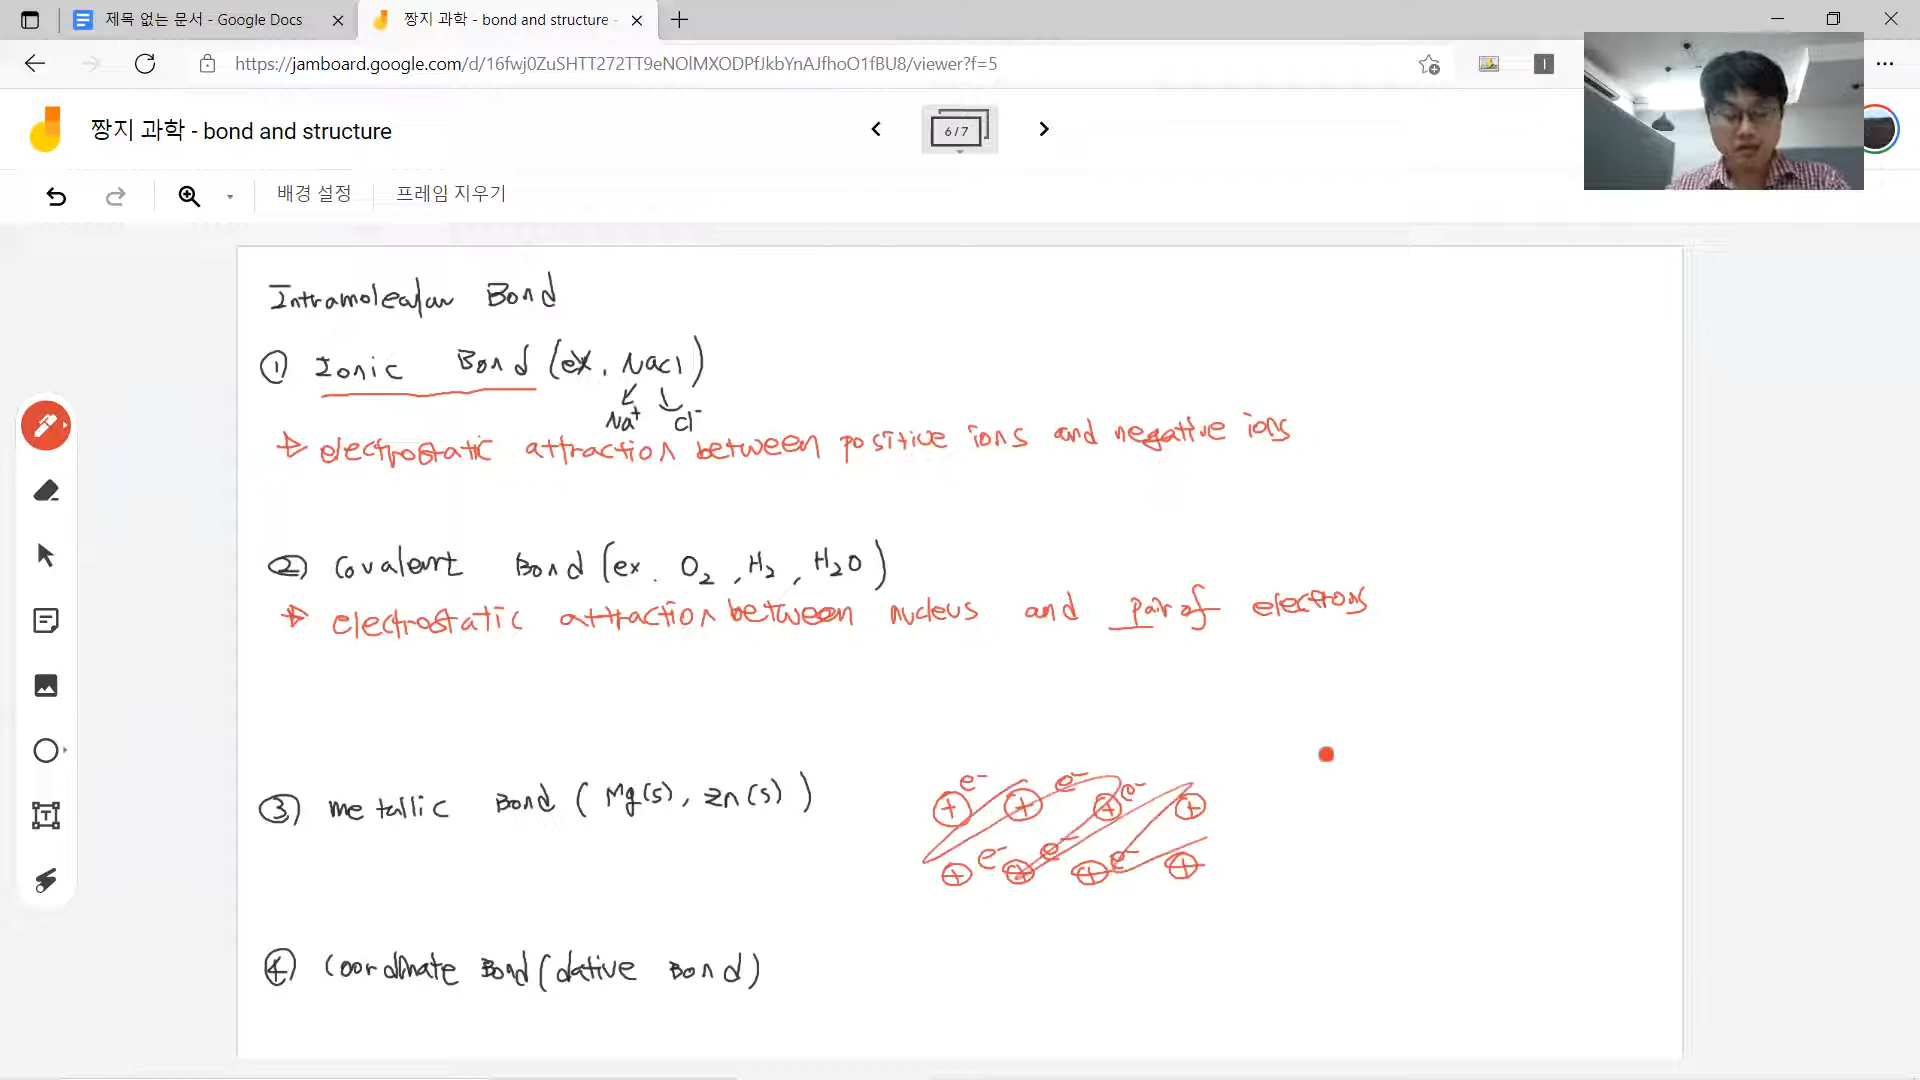 제목 없는 문서 - Google Docs
짱지 과학 - bond and structure -
https://jamboard.google.com/d/16fwj0ZuSHTT272TT9eNOlMXODPfJkbYnAJfhoO1fBU8/viewer?f=5
짱지 과학 - bond and structure
6 / 7
배경 설정
프레임 지우기
Intramolecular Bond
① Ionic Bond (ex. NaCl)
Na⁺ Cl⁻
electrostatic attraction between positive ions and negative ions
② Covalent Bond (ex. O₂, H₂, H₂O)
electrostatic attraction between nucleus and pair of electrons
③ metallic Bond ( Mg(s), Zn(s) )
e⁻ e⁻ e⁻
+ + + +
e⁻ e⁻ e⁻
+ + + +
④ Coordinate Bond (dative Bond)